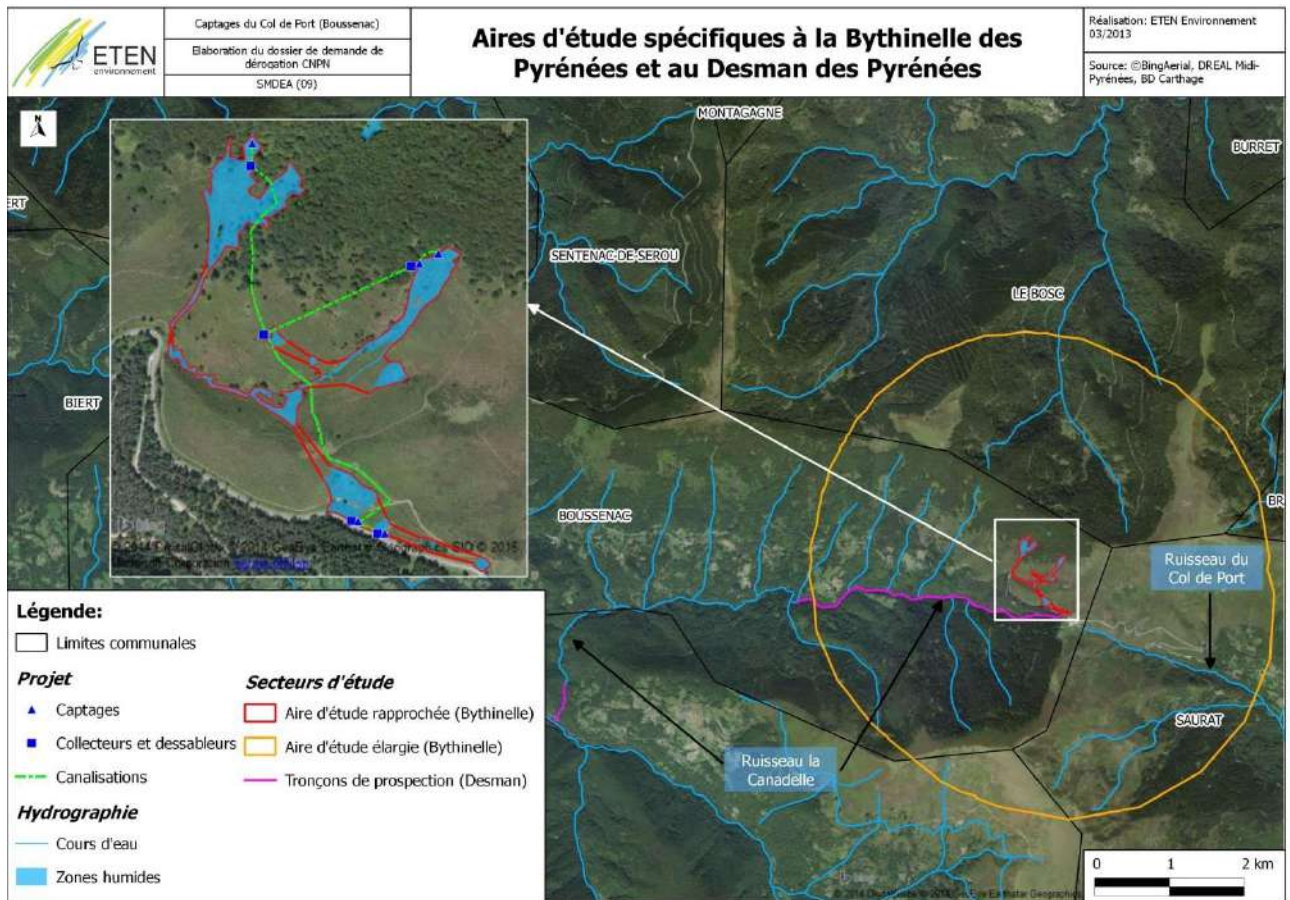 ETEN
environnement
Captages du Col de Port (Boussenac)
Elaboration du dossier de demande de
dérogation CNPN
SMDEA (09)
Aires d'étude spécifiques à la Bythinelle des
Pyrénées et au Desman des Pyrénées
Réalisation: ETEN Environnement
03/2013
Source: ©BingAerial, DREAL Midi-
Pyrénées, BD Carthage
N
MONTAGAGNE
BURRET
ERT
SENTENAC-DE-SEROU
LE BOSC
BIERT
BOUSSENAC
BR
Ruisseau du
Col de Port
SAURAT
Ruisseau la
Canadelle
Légende:
Limites communales
Projet
Captages
Collecteurs et dessableurs
Canalisations
Hydrographie
Cours d'eau
Zones humides
Secteurs d'étude
Aire d'étude rapprochée (Bythinelle)
Aire d'étude élargie (Bythinelle)
Tronçons de prospection (Desman)
0 1 2 km